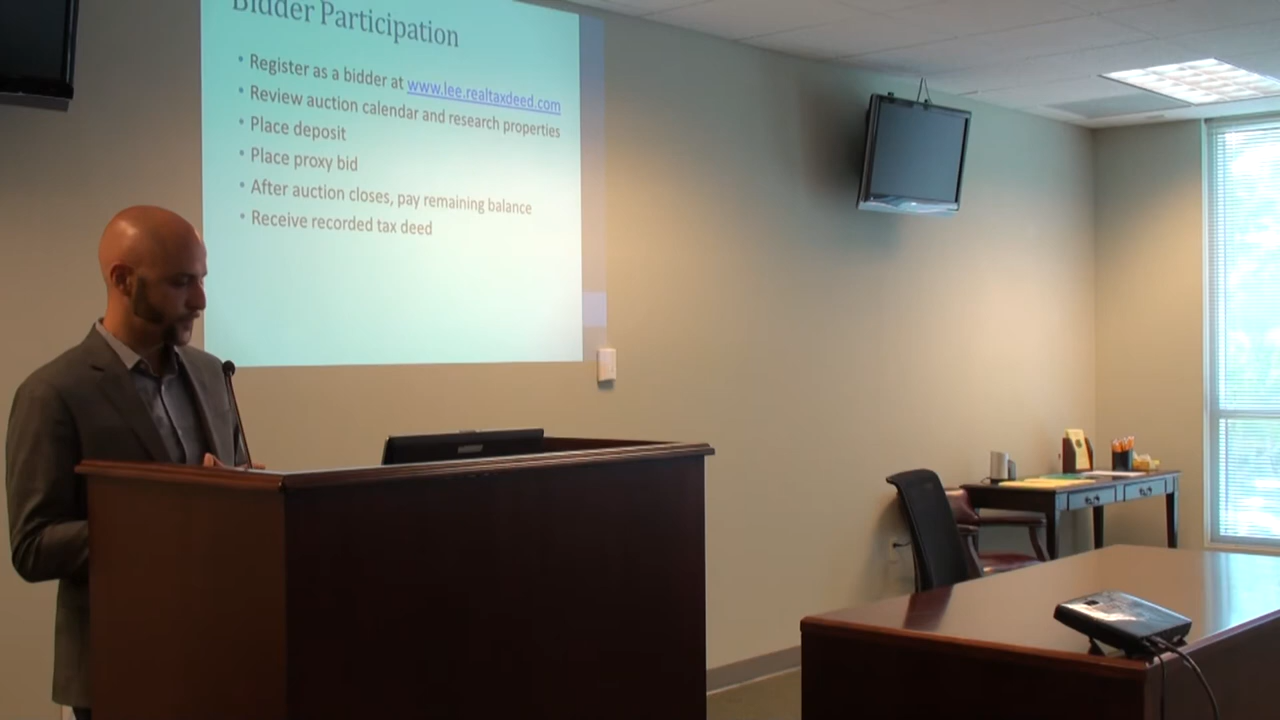 Bidder Participation
• Register as a bidder at www.lee.realtaxdeed.com
• Review auction calendar and research properties
• Place deposit
• Place proxy bid
• After auction closes, pay remaining balance
• Receive recorded tax deed